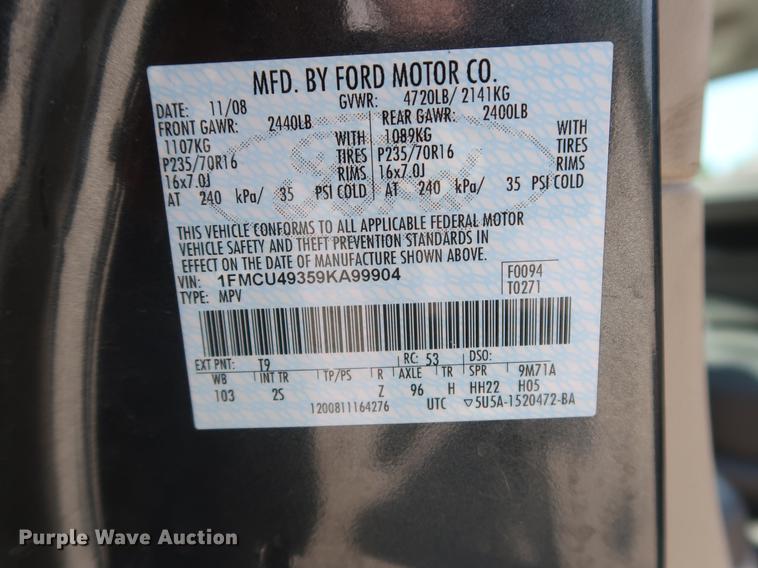 MFD. BY FORD MOTOR CO.
DATE: 11/08 GVWR: 4720LB/ 2141KG
FRONT GAWR: 2440LB REAR GAWR: 2400LB
1107KG WITH 1089KG WITH
P235/70R16 TIRES P235/70R16 TIRES
16x7.0J RIMS 16x7.0J RIMS
AT 240 kPa/ 35 PSI COLD AT 240 kPa/ 35 PSI COLD
THIS VEHICLE CONFORMS TO ALL APPLICABLE FEDERAL MOTOR
VEHICLE SAFETY AND THEFT PREVENTION STANDARDS IN
EFFECT ON THE DATE OF MANUFACTURE SHOWN ABOVE.
VIN: 1FMCU49359KA99904 F0094
TYPE: MPV T0271
EXT PNT: T9 RC: 53 DSO:
WB INT TR TP/PS R AXLE TR SPR 9M71A
103 2S Z 96 H HH22 H05
1200811164276 UTC ▽5U5A-1520472-BA
Purple Wave Auction